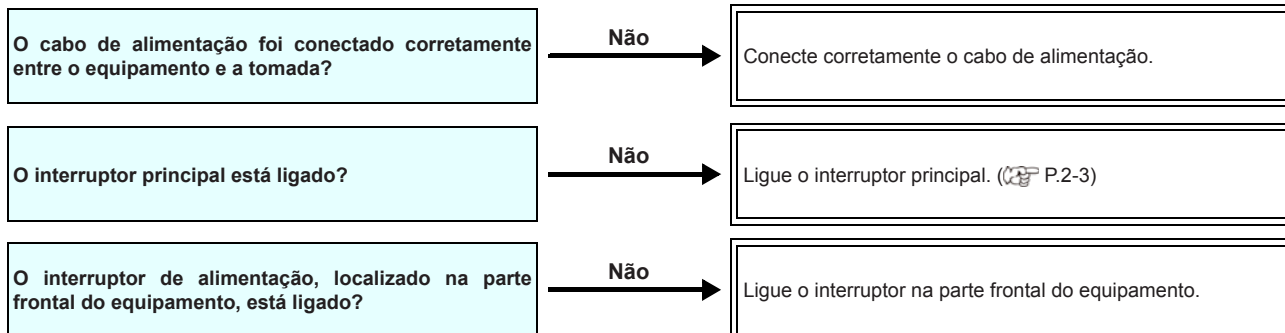 O cabo de alimentação foi conectado corretamente
entre o equipamento e a tomada?
Não
Conecte corretamente o cabo de alimentação.
O interruptor principal está ligado?
Não
Ligue o interruptor principal. ( P.2-3)
O interruptor de alimentação, localizado na parte
frontal do equipamento, está ligado?
Não
Ligue o interruptor na parte frontal do equipamento.